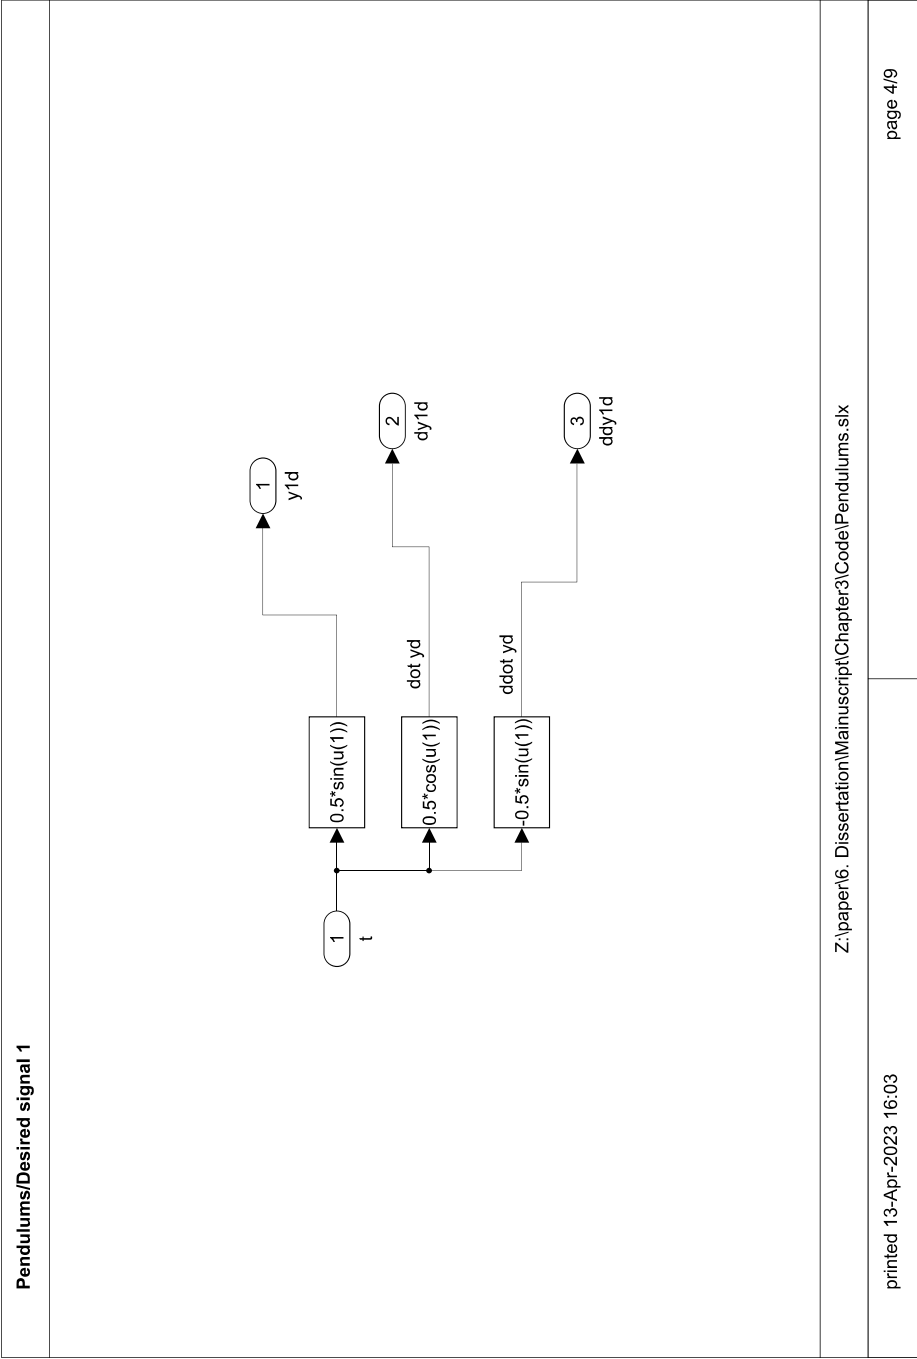 Pendulums/Desired signal 1
1
t
0.5*sin(u(1))
0.5*cos(u(1))
-0.5*sin(u(1))
dot yd
ddot yd
1
y1d
2
dy1d
3
ddy1d
Z:\paper\6. Dissertation\Mainuscript\Chapter3\Code\Pendulums.slx
printed 13-Apr-2023 16:03
page 4/9